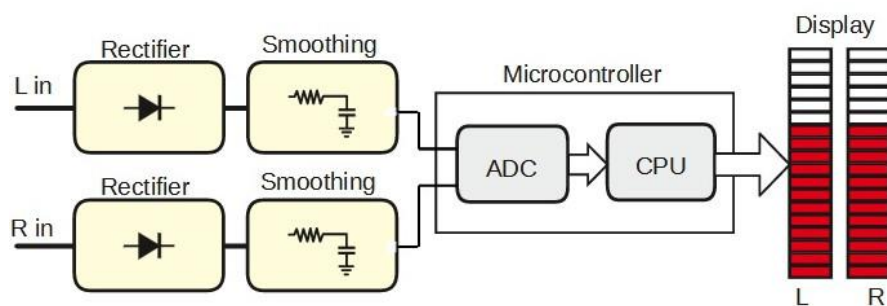 Display
Rectifier
Smoothing
L in
Microcontroller
ADC
CPU
Rectifier
Smoothing
R in
L
R